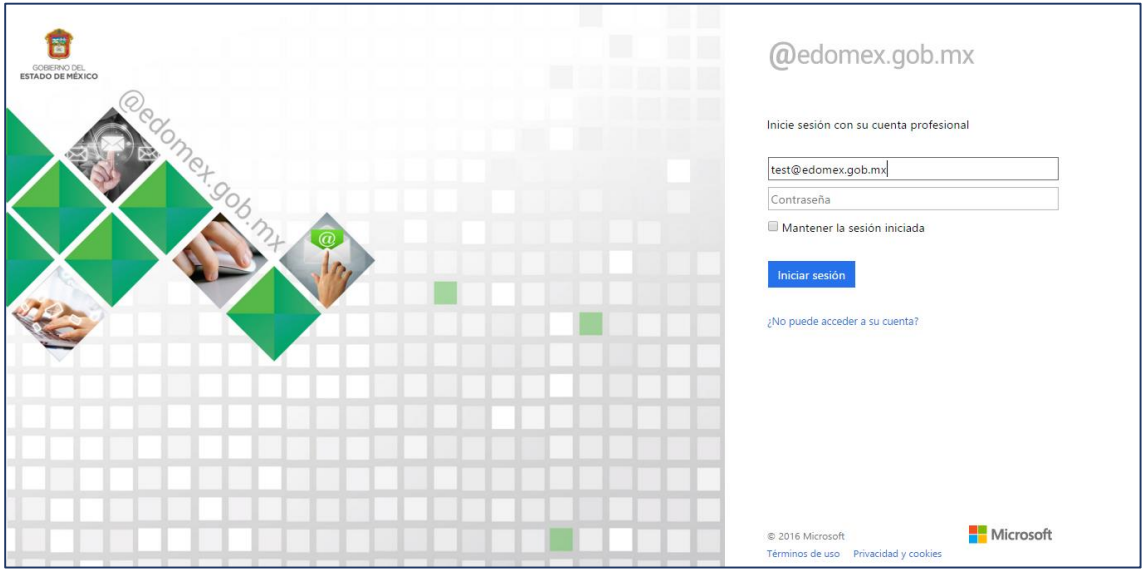 GOBIERNO DEL
ESTADO DE MÉXICO
@edomex.gob.mx
@
@edomex.gob.mx
Inicie sesión con su cuenta profesional
test@edomex.gob.mx
Contraseña
Mantener la sesión iniciada
Iniciar sesión
¿No puede acceder a su cuenta?
© 2016 Microsoft
Microsoft
Términos de uso Privacidad y cookies